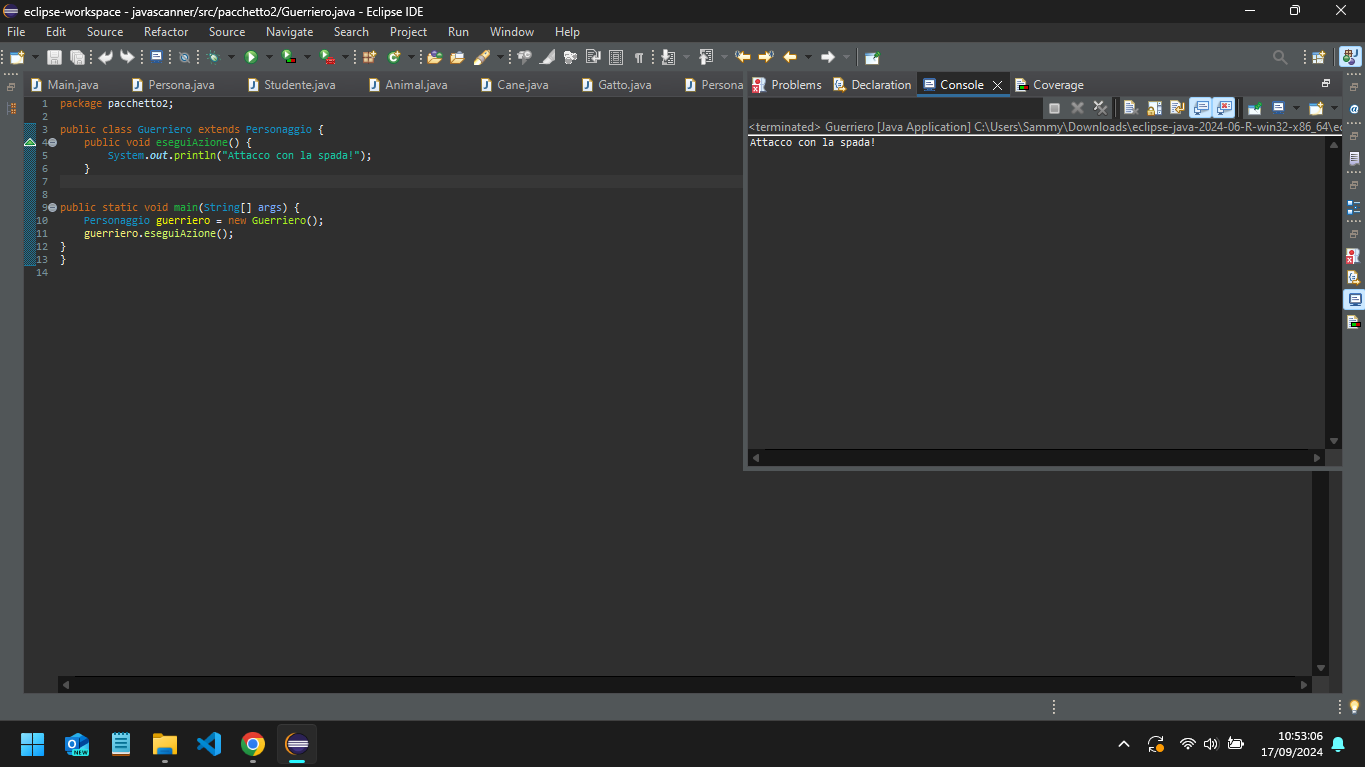 eclipse-workspace - javascanner/src/pacchetto2/Guerriero.java - Eclipse IDE
File Edit Source Refactor Source Navigate Search Project Run Window Help
Main.java Persona.java Studente.java Animal.java Cane.java Gatto.java Persona
Problems Declaration Console Coverage
<terminated> Guerriero [Java Application] C:\Users\Sammy\Downloads\eclipse-java-2024-06-R-win32-x86_64\ec
Attacco con la spada!
1 package pacchetto2;
2
3 public class Guerriero extends Personaggio {
4 public void eseguiAzione() {
5 System.out.println("Attacco con la spada!");
6 }
7
8
9 public static void main(String[] args) {
10 Personaggio guerriero = new Guerriero();
11 guerriero.eseguiAzione();
12 }
13 }
14
NEW
10:53:06
17/09/2024